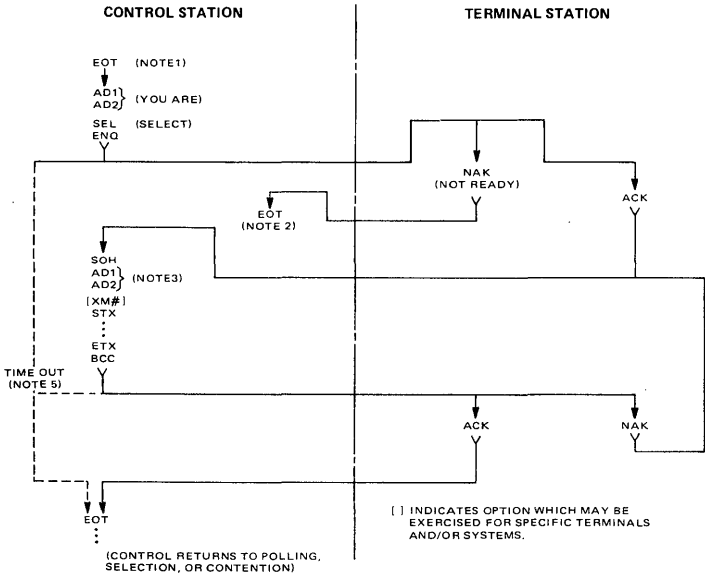 CONTROL STATION
TERMINAL STATION
EOT (NOTE1)
AD1
AD2} (YOU ARE)
SEL (SELECT)
ENQ
NAK
(NOT READY)
ACK
EOT
(NOTE 2)
SOH
AD1
AD2} (NOTE3)
[XM#]
STX
ETX
BCC
TIME OUT
(NOTE 5)
ACK
NAK
EOT
(CONTROL RETURNS TO POLLING,
SELECTION, OR CONTENTION)
[ ] INDICATES OPTION WHICH MAY BE
EXERCISED FOR SPECIFIC TERMINALS
AND/OR SYSTEMS.